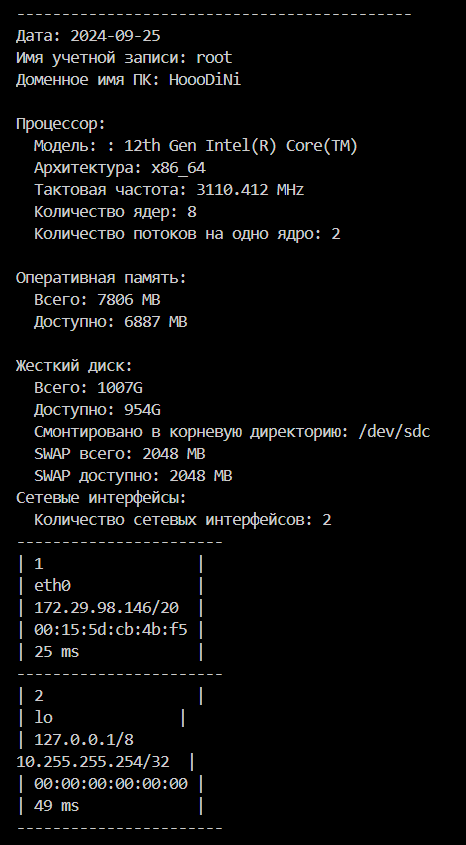 --------------------------------------------
Дата: 2024-09-25
Имя учетной записи: root
Доменное имя ПК: HoooDiNi

Процессор:
  Модель: : 12th Gen Intel(R) Core(TM)
  Архитектура: x86_64
  Тактовая частота: 3110.412 MHz
  Количество ядер: 8
  Количество потоков на одно ядро: 2

Оперативная память:
  Всего: 7806 MB
  Доступно: 6887 MB

Жесткий диск:
  Всего: 1007G
  Доступно: 954G
  Смонтировано в корневую директорию: /dev/sdc
  SWAP всего: 2048 MB
  SWAP доступно: 2048 MB
Сетевые интерфейсы:
  Количество сетевых интерфейсов: 2
-----------------------
| 1                 |
| eth0              |
| 172.29.98.146/20  |
| 00:15:5d:cb:4b:f5 |
| 25 ms             |
-----------------------
| 2                 |
| lo              |
| 127.0.0.1/8
10.255.255.254/32  |
| 00:00:00:00:00:00 |
| 49 ms             |
-----------------------